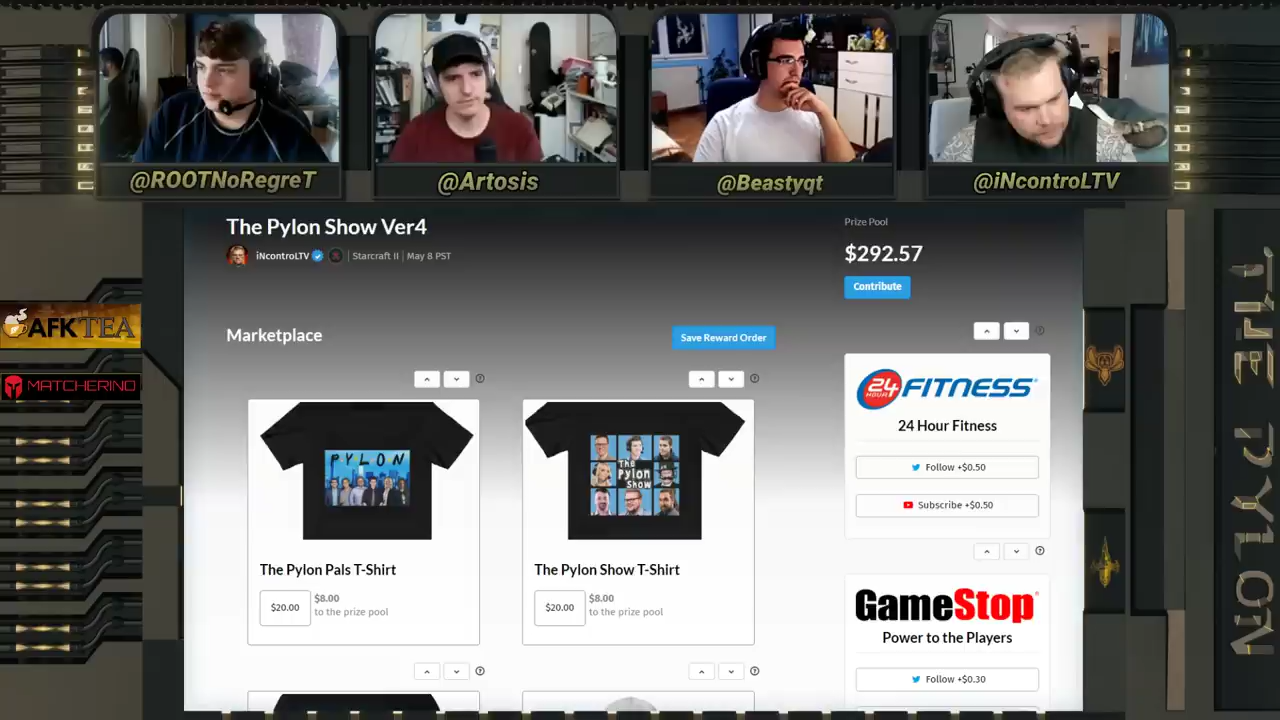 @ROOTNoRegreT
@Artosis
@Beastyqt
@iNcontroLTV
The Pylon Show Ver4
iNcontroLTV | Starcraft II | May 8 PST
Prize Pool
$292.57
Contribute
AFKTEA
MATCHERINO
Marketplace
Save Reward Order
PYLON
The Pylon Show
The Pylon Pals T-Shirt
$20.00
$8.00
to the prize pool
The Pylon Show T-Shirt
$20.00
$8.00
to the prize pool
24 HOUR FITNESS
24 Hour Fitness
Follow +$0.50
Subscribe +$0.50
GameStop
Power to the Players
Follow +$0.30
THE PYLON